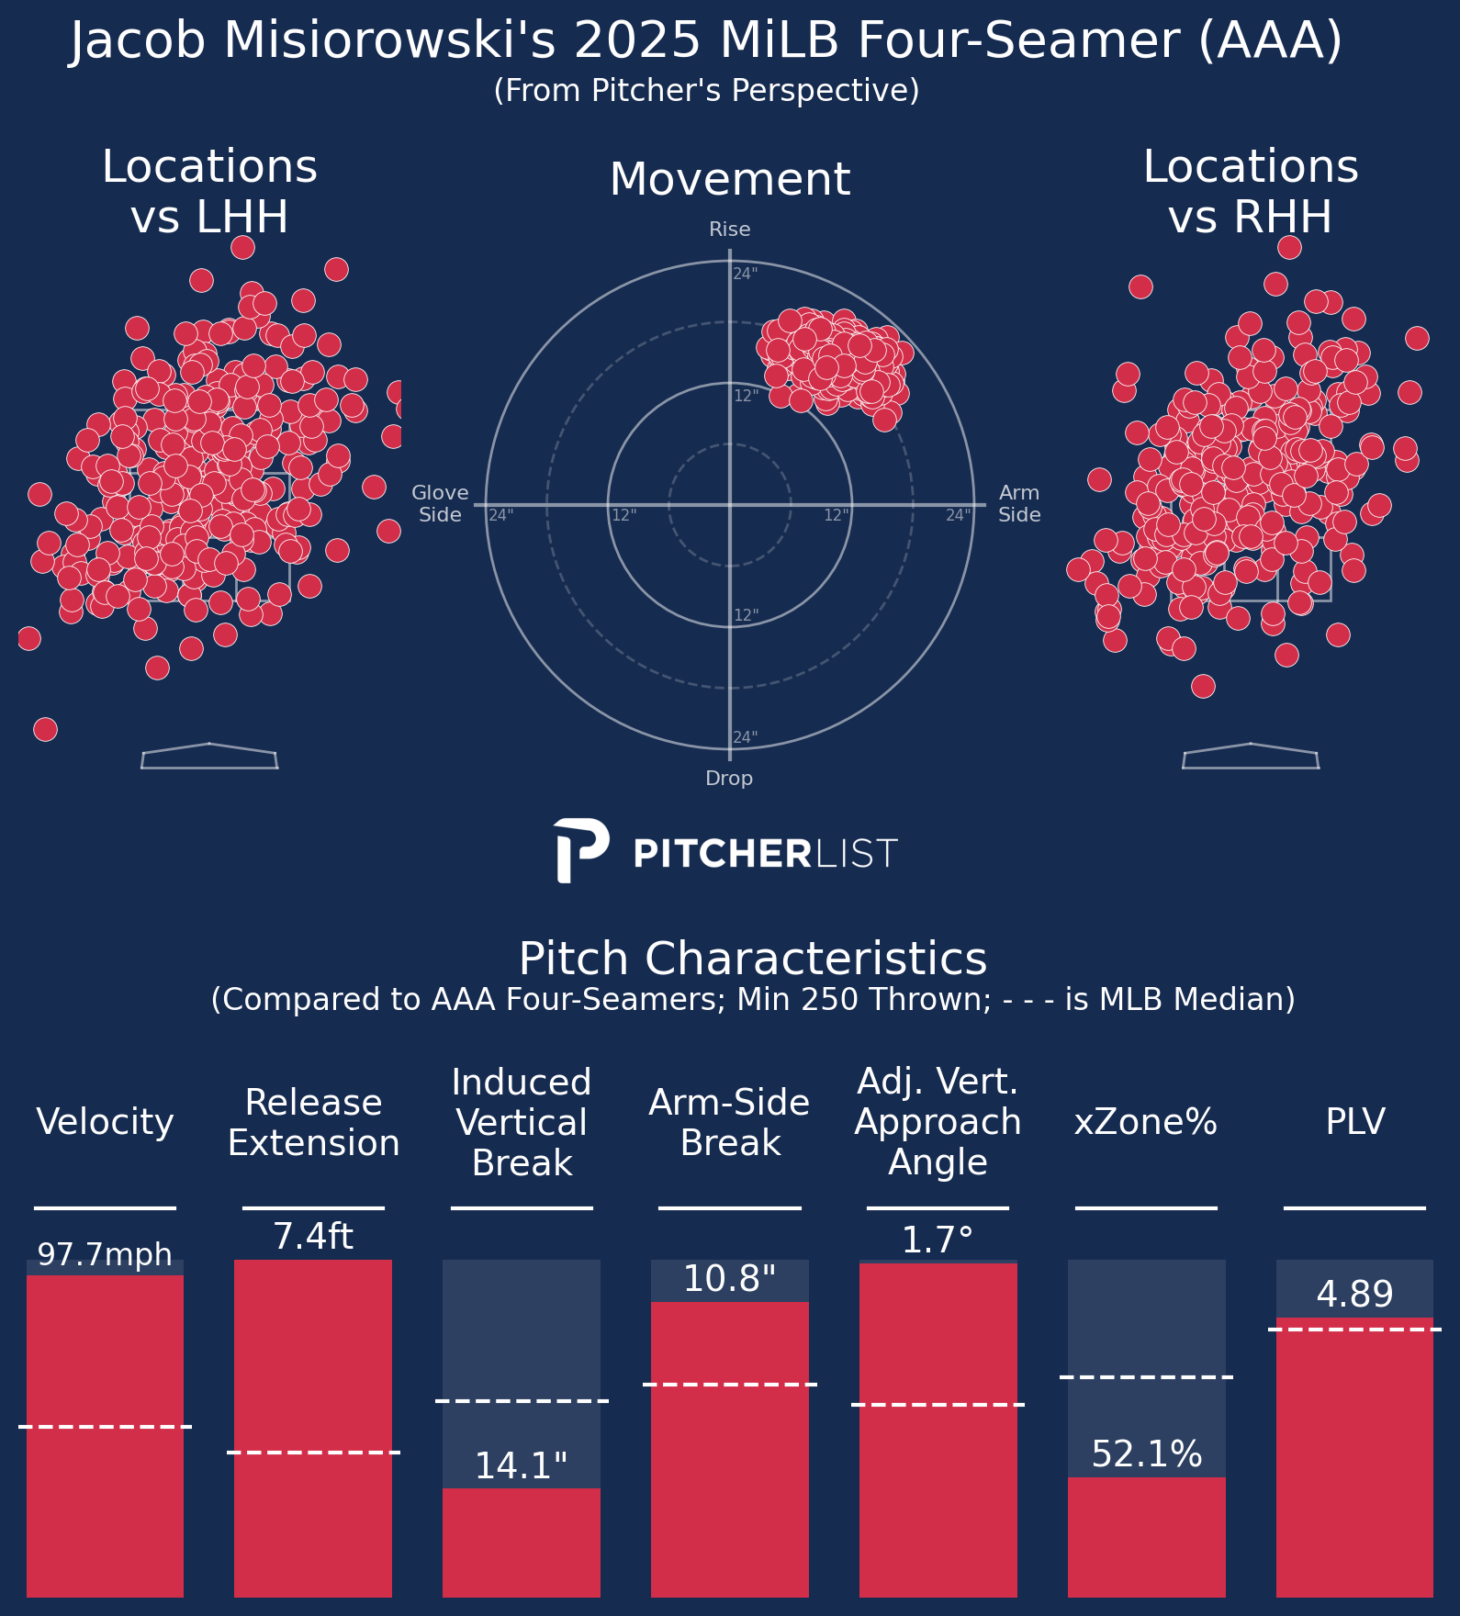 Jacob Misiorowski's 2025 MiLB Four-Seamer (AAA)
(From Pitcher's Perspective)
Locations
vs LHH
Movement
Locations
vs RHH
Rise
24"
12"
Glove
Side
24"
12"
12"
24"
Arm
Side
12"
24"
Drop
PITCHERLIST
Pitch Characteristics
(Compared to AAA Four-Seamers; Min 250 Thrown; - - - is MLB Median)
Velocity
Release
Extension
Induced
Vertical
Break
Arm-Side
Break
Adj. Vert.
Approach
Angle
xZone%
PLV
97.7mph
7.4ft
14.1"
10.8"
1.7°
52.1%
4.89